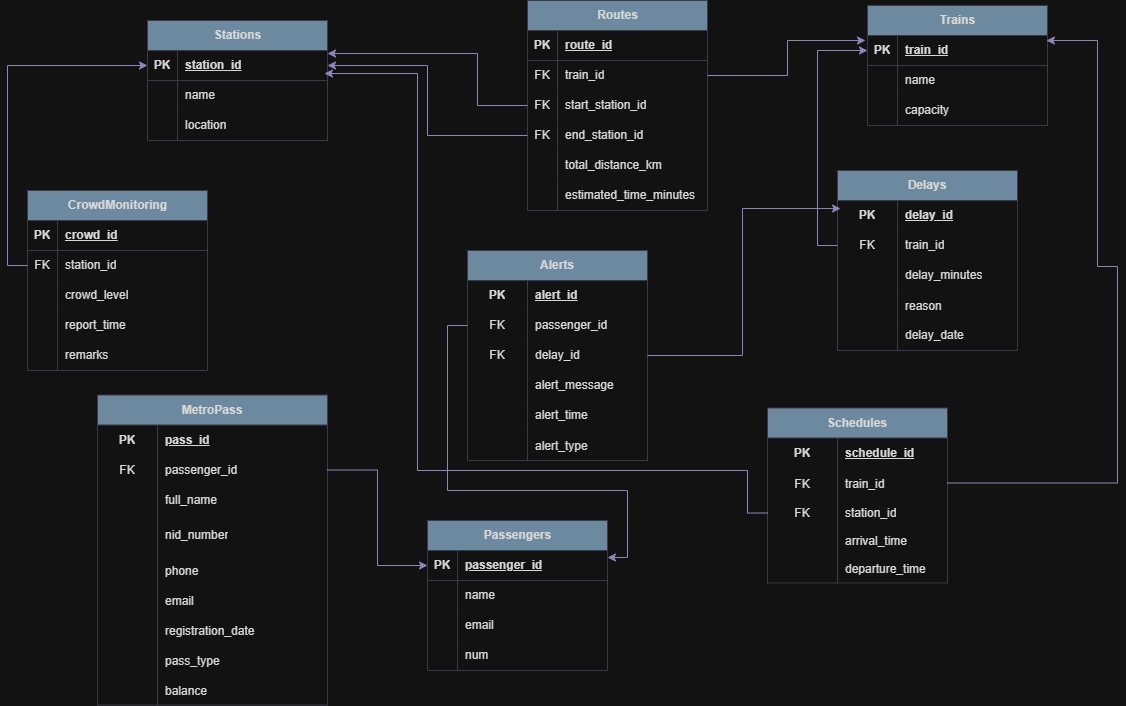 Stations
PK station_id
name
location
Routes
PK route_id
FK train_id
FK start_station_id
FK end_station_id
total_distance_km
estimated_time_minutes
Trains
PK train_id
name
capacity
CrowdMonitoring
PK crowd_id
FK station_id
crowd_level
report_time
remarks
Alerts
PK alert_id
FK passenger_id
FK delay_id
alert_message
alert_time
alert_type
Delays
PK delay_id
FK train_id
delay_minutes
reason
delay_date
MetroPass
PK pass_id
FK passenger_id
full_name
nid_number
phone
email
registration_date
pass_type
balance
Passengers
PK passenger_id
name
email
num
Schedules
PK schedule_id
FK train_id
FK station_id
arrival_time
departure_time